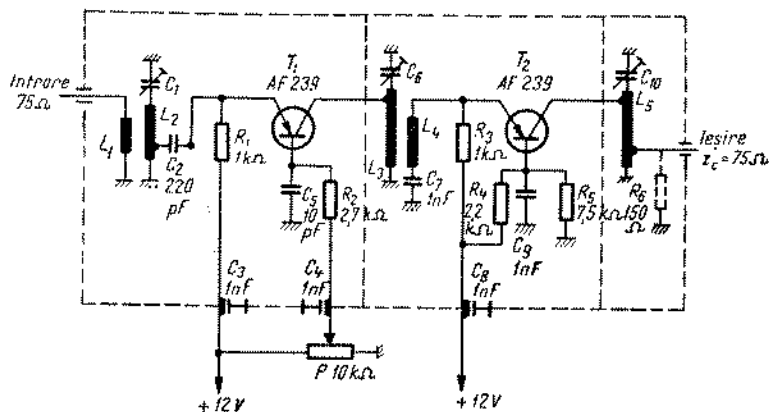 Intrare
75Ω
C1
L1
L2
C2
220
pF
R1
1kΩ
T1
AF 239
C5
10
pF
R2
2,7 kΩ
C3
1nF
C4
1nF
P 10kΩ
+12V
C6
L3
L4
C7
1nF
T2
AF 239
R3
1kΩ
R4
2,2
kΩ
C9
1nF
R5
7,5 kΩ
C8
1nF
+12V
C10
L5
R6
150
Ω
Iesire
zc = 75Ω